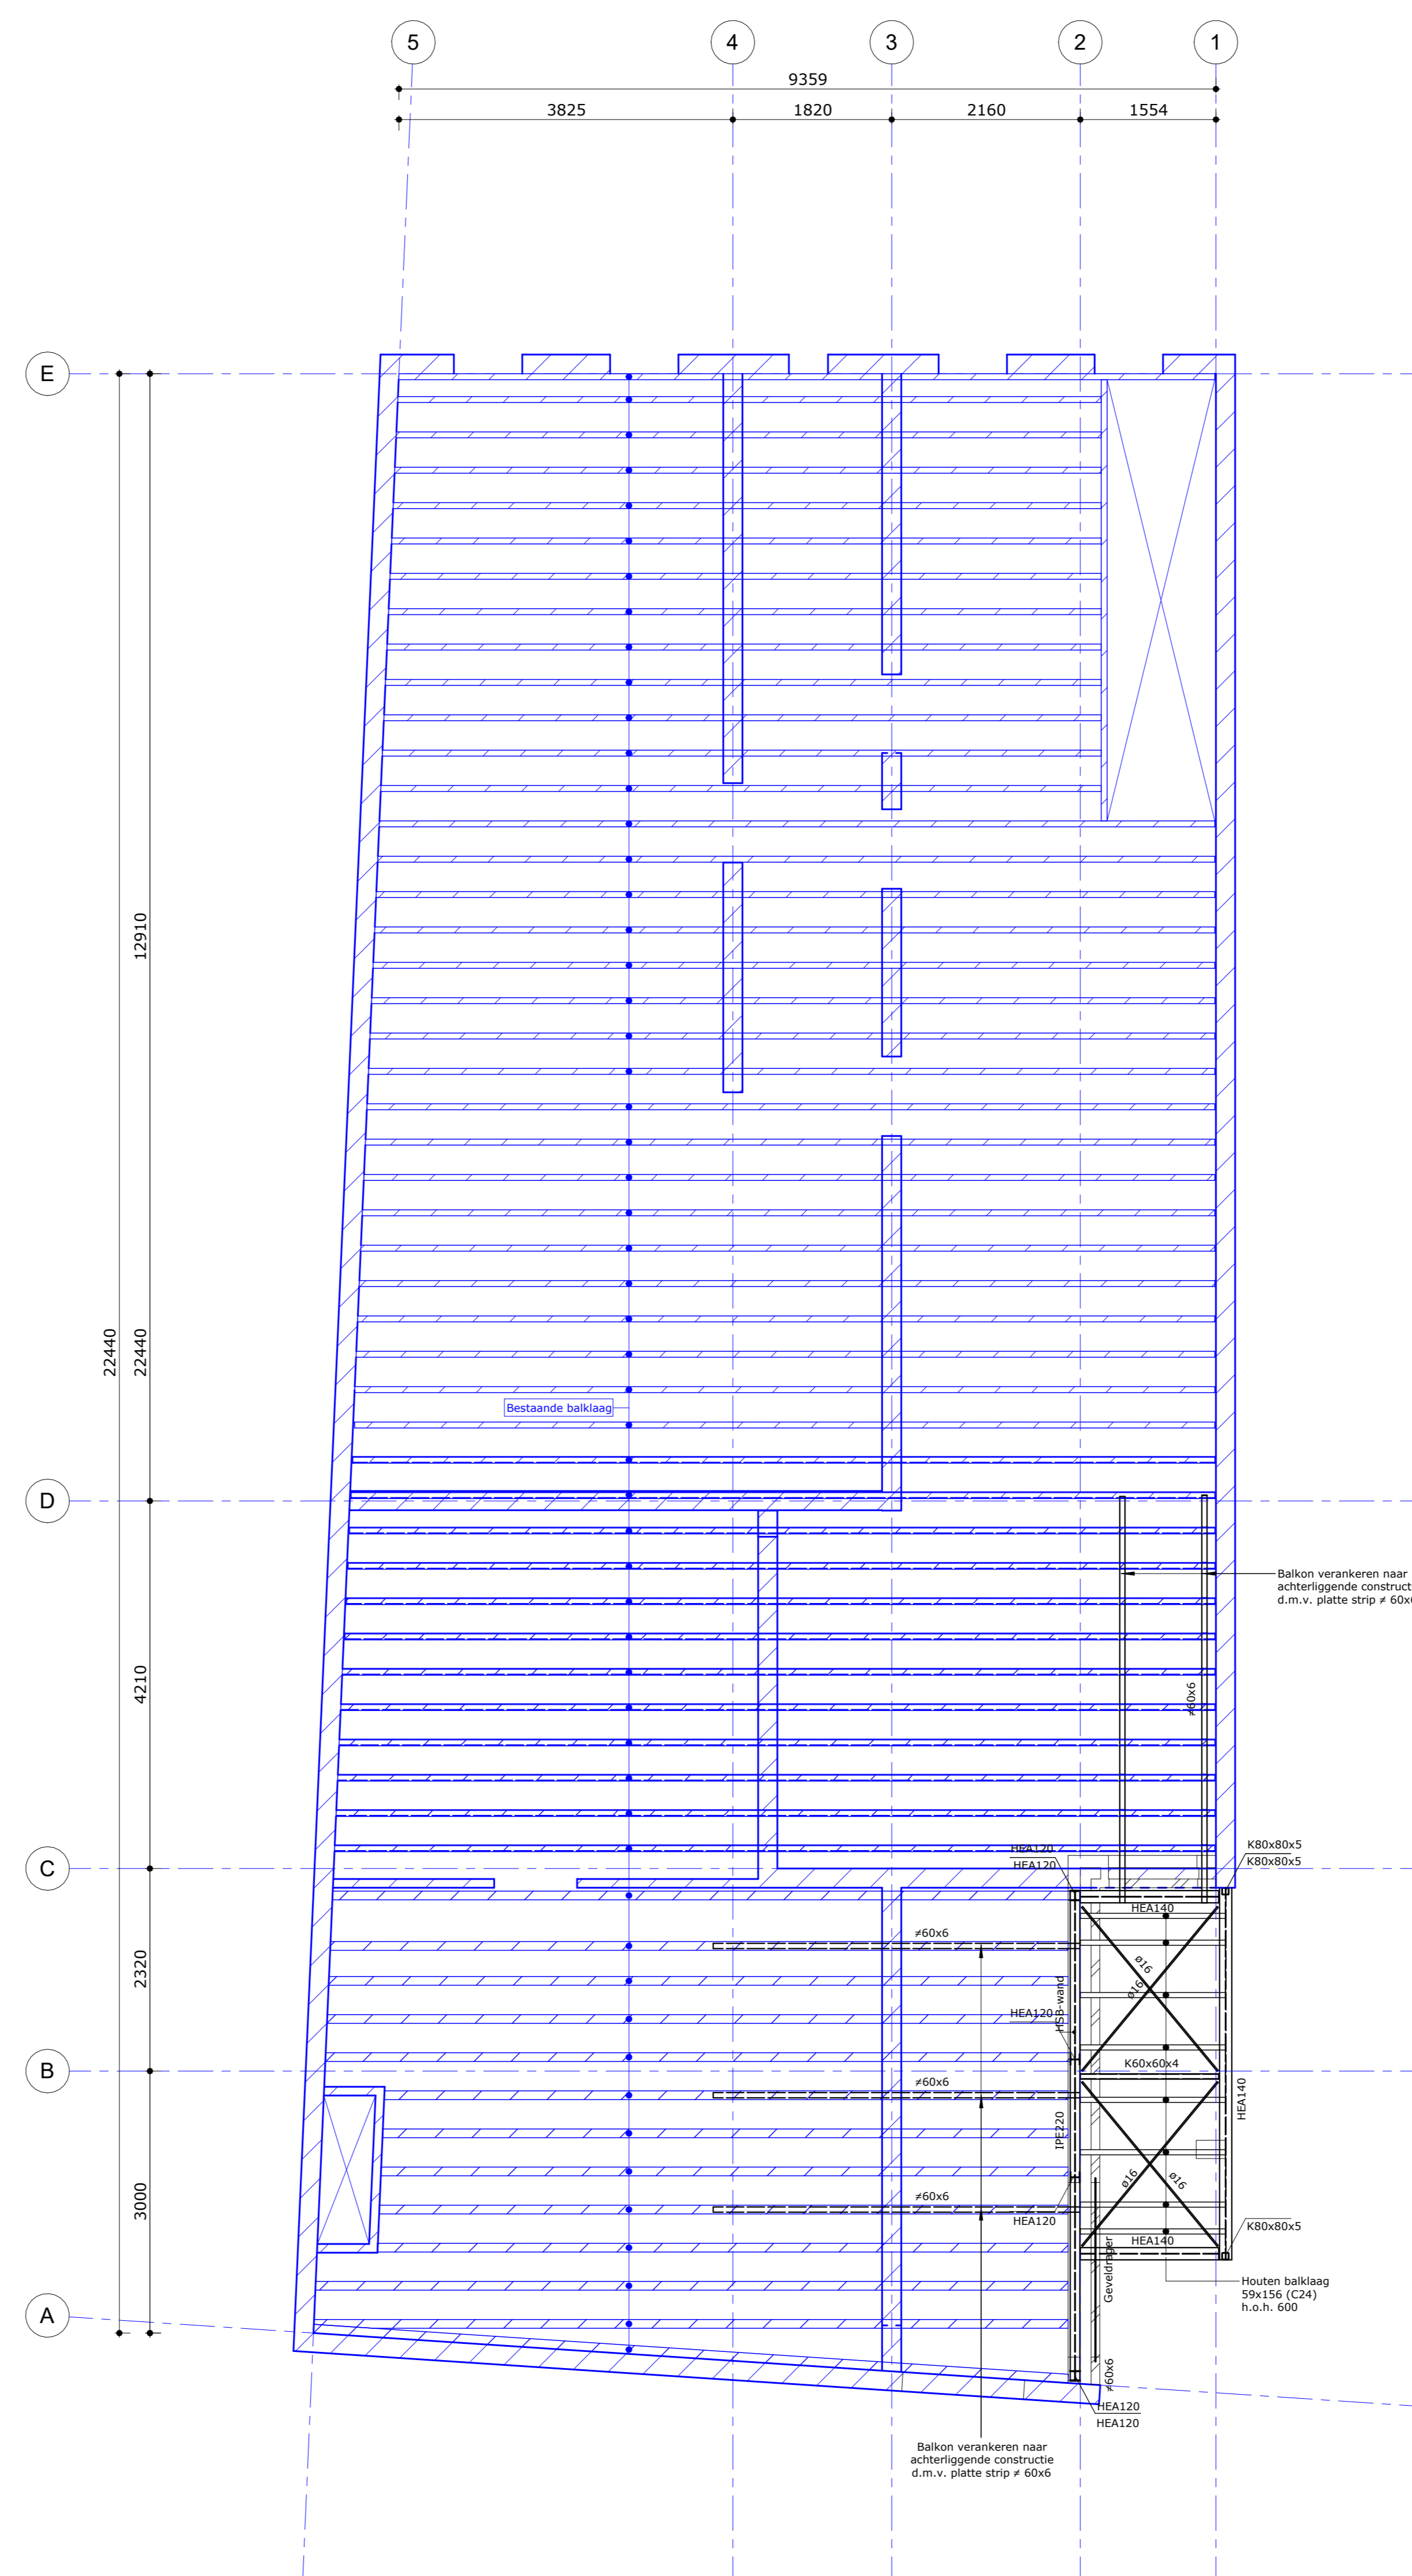 5 4 3 2 1
9359
3825 1820 2160 1554
E
12910
22440 22440
Bestaande balklaag
D
Balkon verankeren naar
achterliggende construct
d.m.v. platte strip ≠ 60x
≠60x6
4210
HEA120
HEA120
K80x80x5
K80x80x5
C
HEA140
≠60x6
ø16
ø16
2320
HSB-wand
HEA120
B
K60x60x4
≠60x6
HEA140
IPE220
ø16
ø16
3000
≠60x6
HEA120
HEA140
K80x80x5
Geveldrager
Houten balklaag
59x156 (C24)
h.o.h. 600
A
≠60x6
HEA120
HEA120
Balkon verankeren naar
achterliggende constructie
d.m.v. platte strip ≠ 60x6